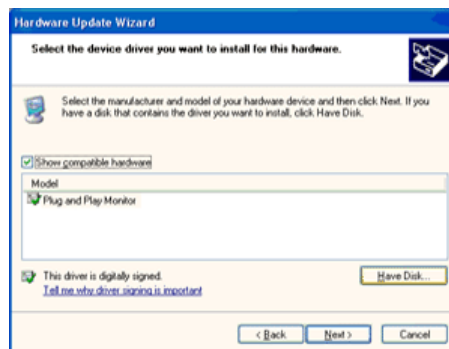 Hardware Update Wizard
Select the device driver you want to install for this hardware.
Select the manufacturer and model of your hardware device and then click Next. If you
have a disk that contains the driver you want to install, click Have Disk.
Show compatible hardware
Model
Plug and Play Monitor
This driver is digitally signed.
Have Disk...
Tell me why driver signing is important
< Back
Next >
Cancel